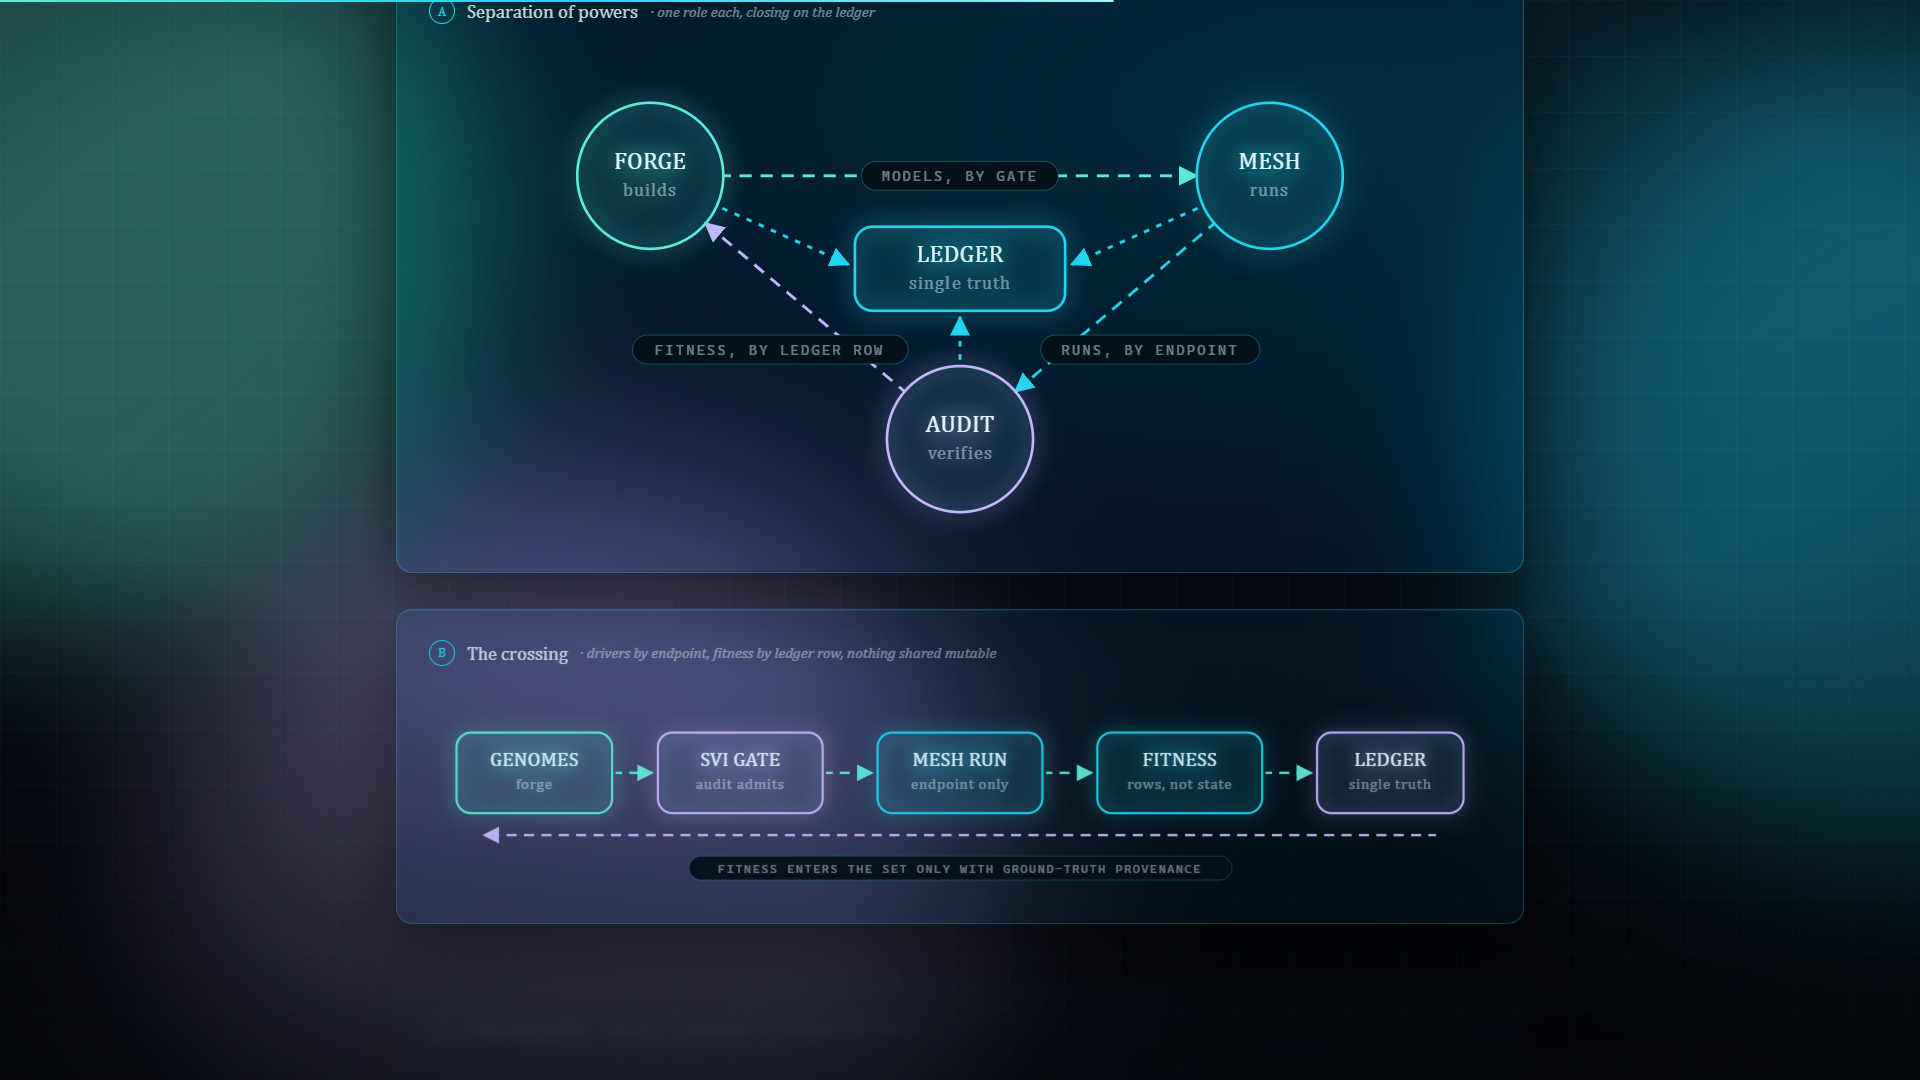 A Separation of powers · one role each, closing on the ledger
FORGE
builds
MODELS, BY GATE
MESH
runs
LEDGER
single truth
FITNESS, BY LEDGER ROW
RUNS, BY ENDPOINT
AUDIT
verifies
B The crossing · drivers by endpoint, fitness by ledger row, nothing shared mutable
GENOMES
forge
SVI GATE
audit admits
MESH RUN
endpoint only
FITNESS
rows, not state
LEDGER
single truth
FITNESS ENTERS THE SET ONLY WITH GROUND-TRUTH PROVENANCE